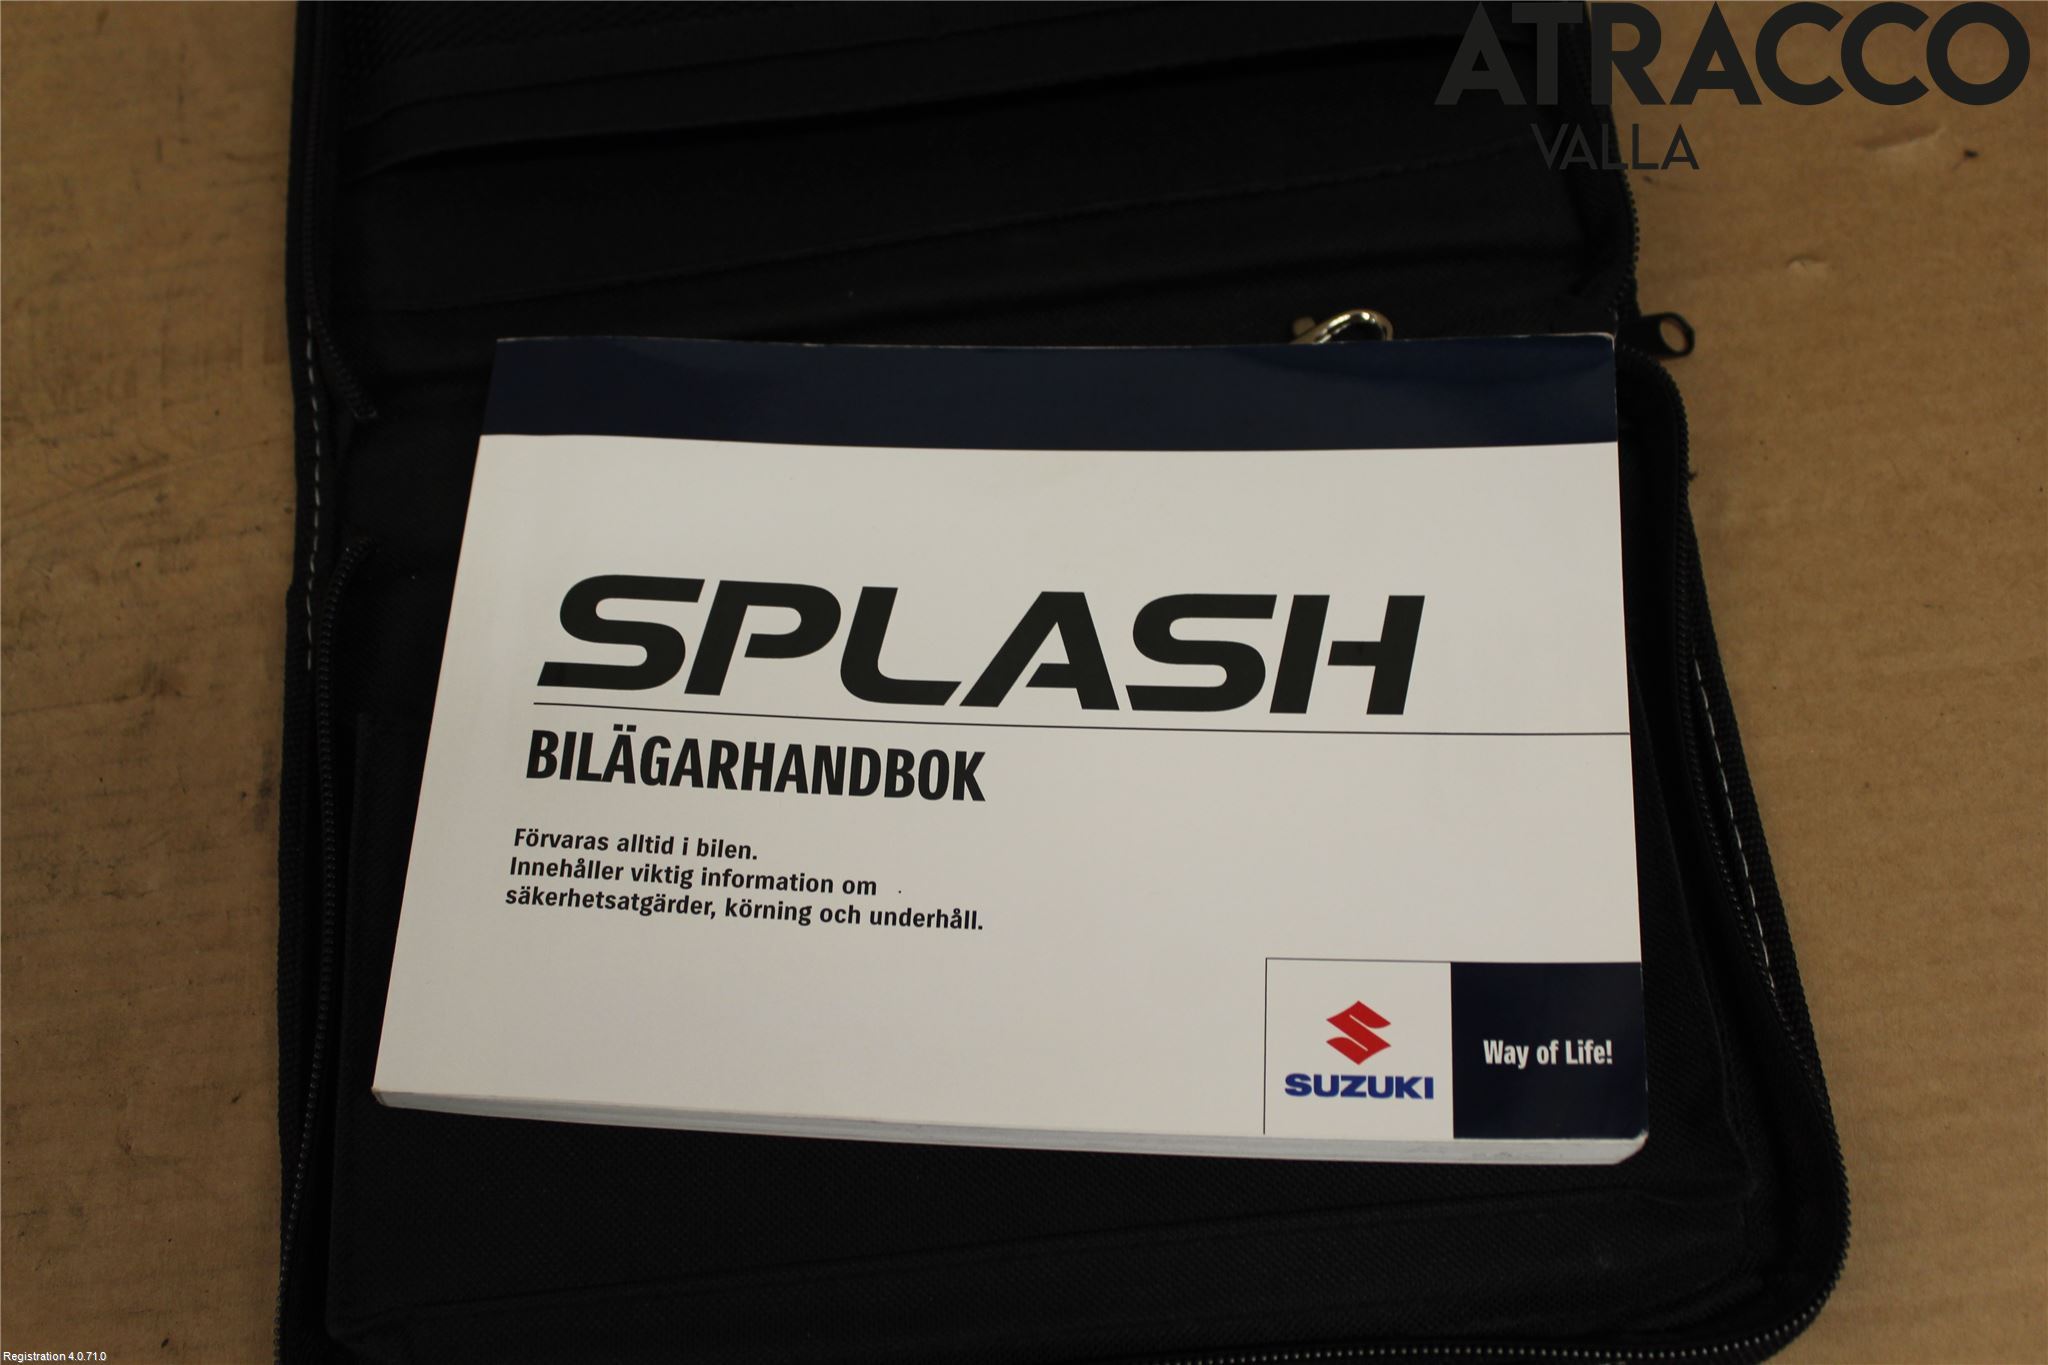 ATRACCO
VALLA
SPLASH
BILÄGARHANDBOK
Förvaras alltid i bilen.
Innehåller viktig information om
säkerhetsatgärder, körning och underhåll.
SUZUKI
Way of Life!
Registration 4.0.71.0